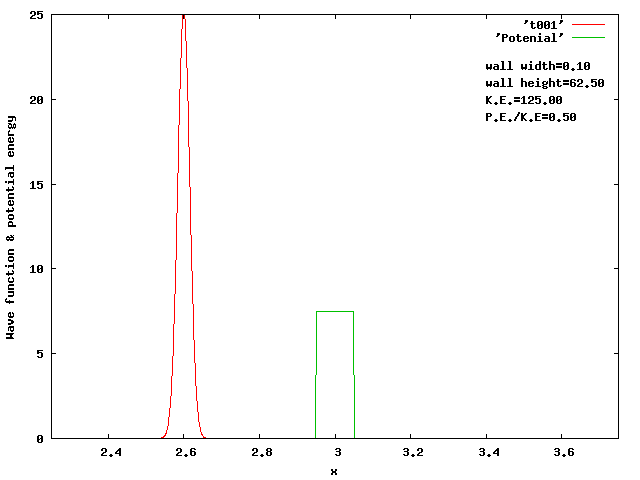 't001'
'Potenial'
wall width=0.10
wall height=62.50
K.E.=125.00
P.E./K.E=0.50
Wave function & potential energy
25
20
15
10
5
0
2.4 2.6 2.8 3 3.2 3.4 3.6
x